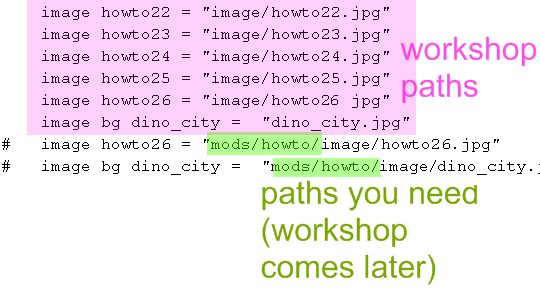 image howto22 = "image/howto22.jpg"
image howto23 = "image/howto23.jpg"
image howto24 = "image/howto24.jpg"
image howto25 = "image/howto25.jpg"
image howto26 = "image/howto26 jpg"
image bg dino_city =  "dino_city.jpg"
#   image howto26 = "mods/howto/image/howto26.jpg"
#   image bg dino_city =  "mods/howto/image/dino_city.
workshop
paths
paths you need
(workshop
comes later)